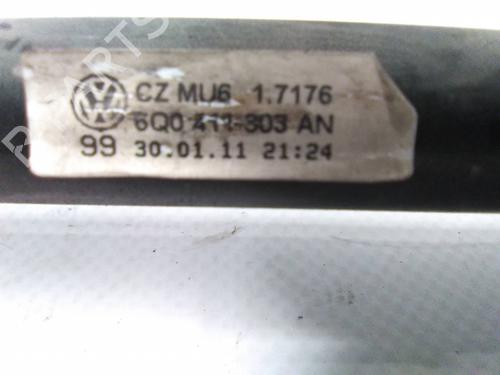 CZ MU6 1.7176
6Q0 411-303 AN
99 30.01.11 21:24